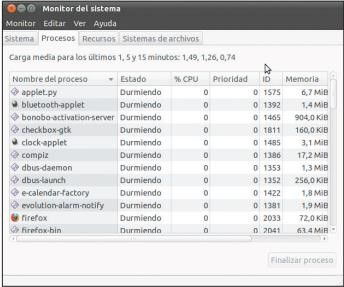 Monitor del sistema
Monitor Editar Ver Ayuda
Sistema Procesos Recursos Sistemas de archivos
Carga media para los últimos 1, 5 y 15 minutos: 1,49, 1,26, 0,74
Nombre del proceso Estado % CPU Prioridad ID Memoria
applet.py Durmiendo 0 0 1575 6,7 MiB
bluetooth-applet Durmiendo 0 0 1392 1,4 MiB
bonobo-activation-server Durmiendo 0 0 1465 904,0 KiB
checkbox-gtk Durmiendo 0 0 1811 160,0 KiB
clock-applet Durmiendo 0 0 1485 3,1 MiB
compiz Durmiendo 0 0 1386 17,2 MiB
dbus-daemon Durmiendo 0 0 1353 1,3 MiB
dbus-launch Durmiendo 0 0 1352 256,0 KiB
e-calendar-factory Durmiendo 0 0 1422 1,8 MiB
evolution-alarm-notify Durmiendo 0 0 1381 1,9 MiB
firefox Durmiendo 0 0 2033 72,0 KiB
firefox-bin Durmiendo 0 0 2041 63,4 MiB
Finalizar proceso